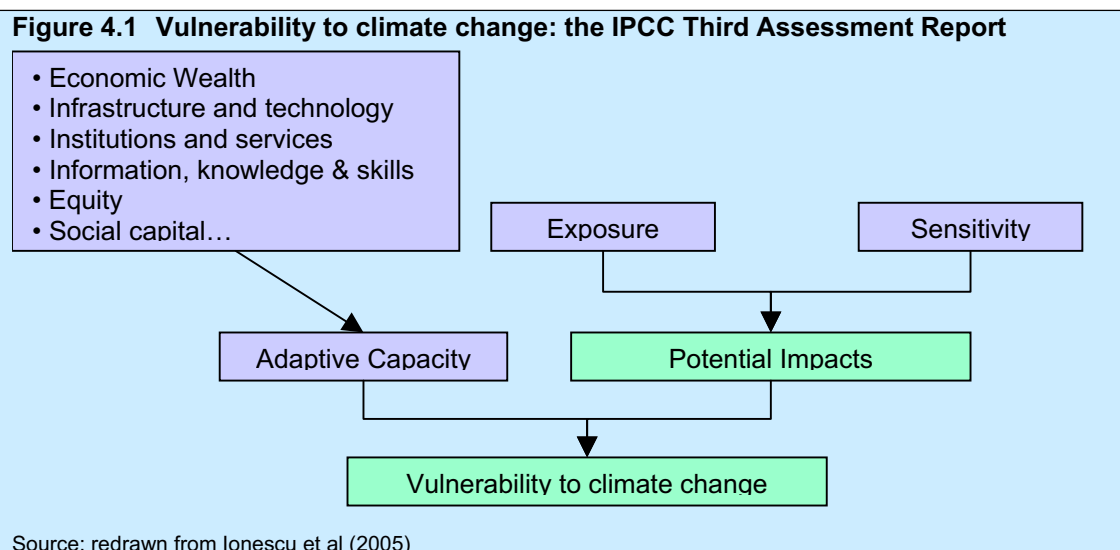 Figure 4.1 Vulnerability to climate change: the IPCC Third Assessment Report
• Economic Wealth
• Infrastructure and technology
• Institutions and services
• Information, knowledge & skills
• Equity
• Social capital…
Exposure
Sensitivity
Adaptive Capacity
Potential Impacts
Vulnerability to climate change
Source: redrawn from Ionescu et al (2005)